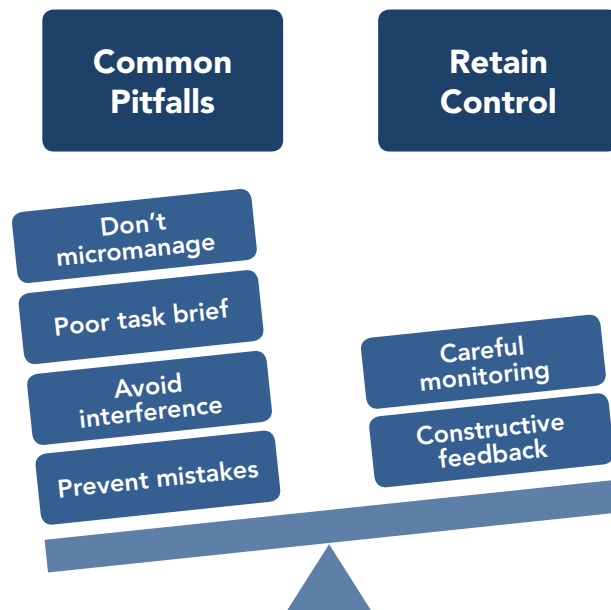 Common
Pitfalls
Retain
Control
Don't
micromanage
Poor task brief
Avoid
interference
Prevent mistakes
Careful
monitoring
Constructive
feedback